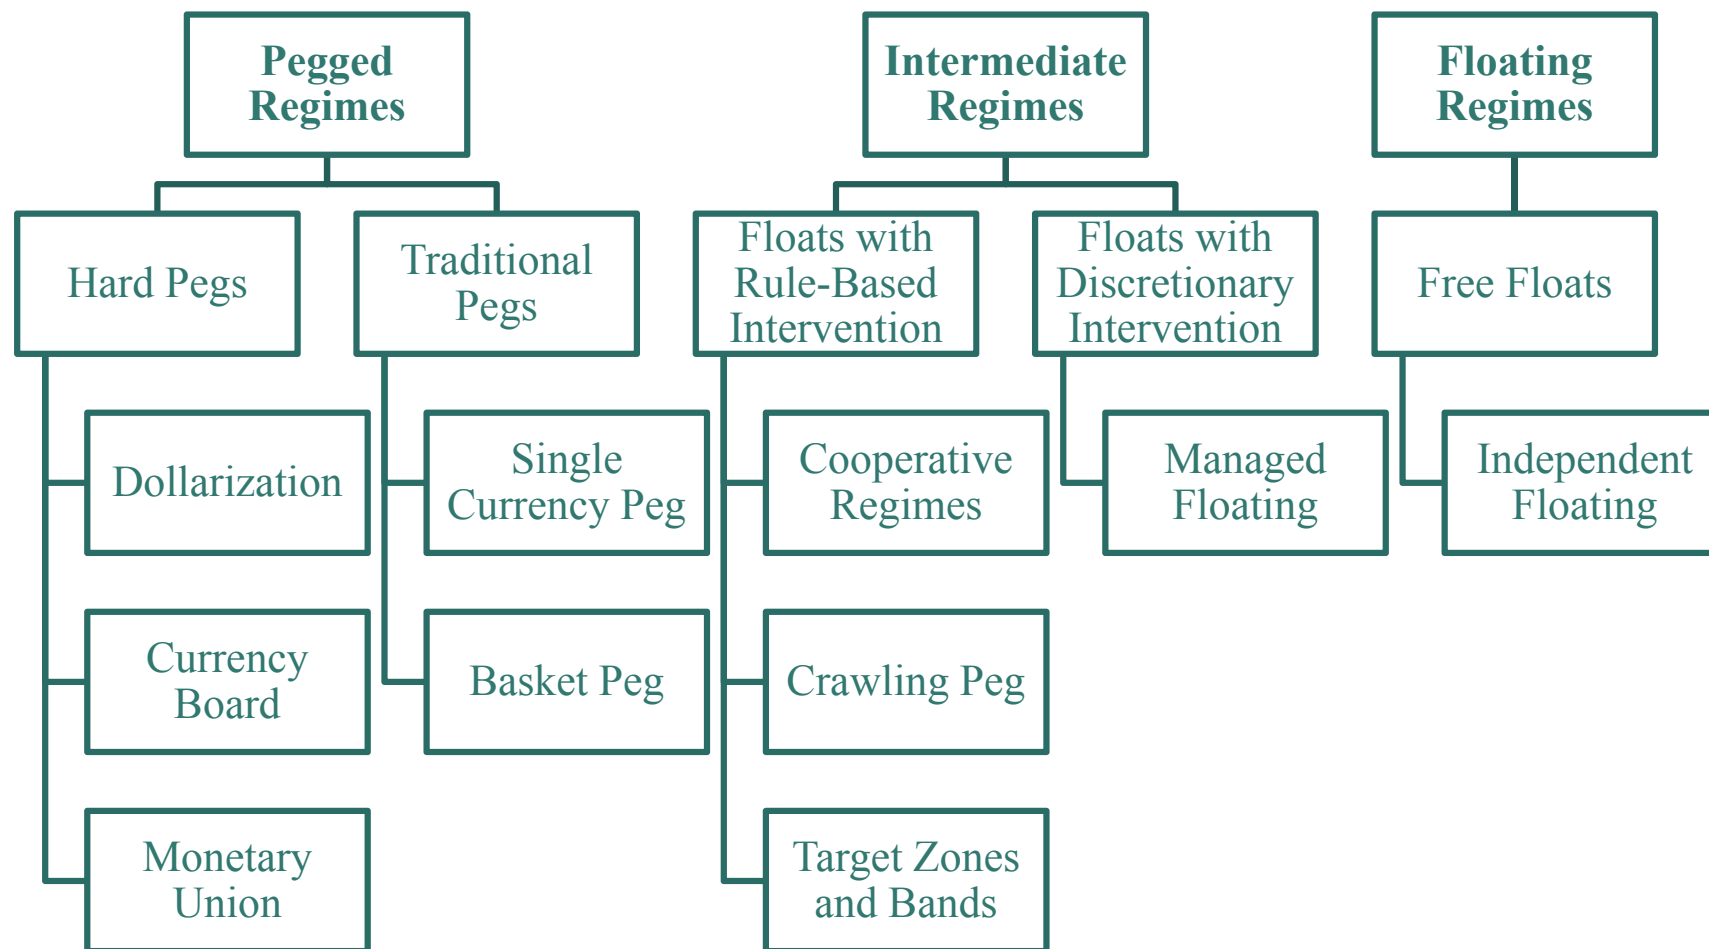 Pegged
Regimes
Intermediate
Regimes
Floating
Regimes
Hard Pegs
Traditional
Pegs
Floats with
Rule-Based
Intervention
Floats with
Discretionary
Intervention
Free Floats
Dollarization
Single
Currency Peg
Cooperative
Regimes
Managed
Floating
Independent
Floating
Currency
Board
Basket Peg
Crawling Peg
Monetary
Union
Target Zones
and Bands